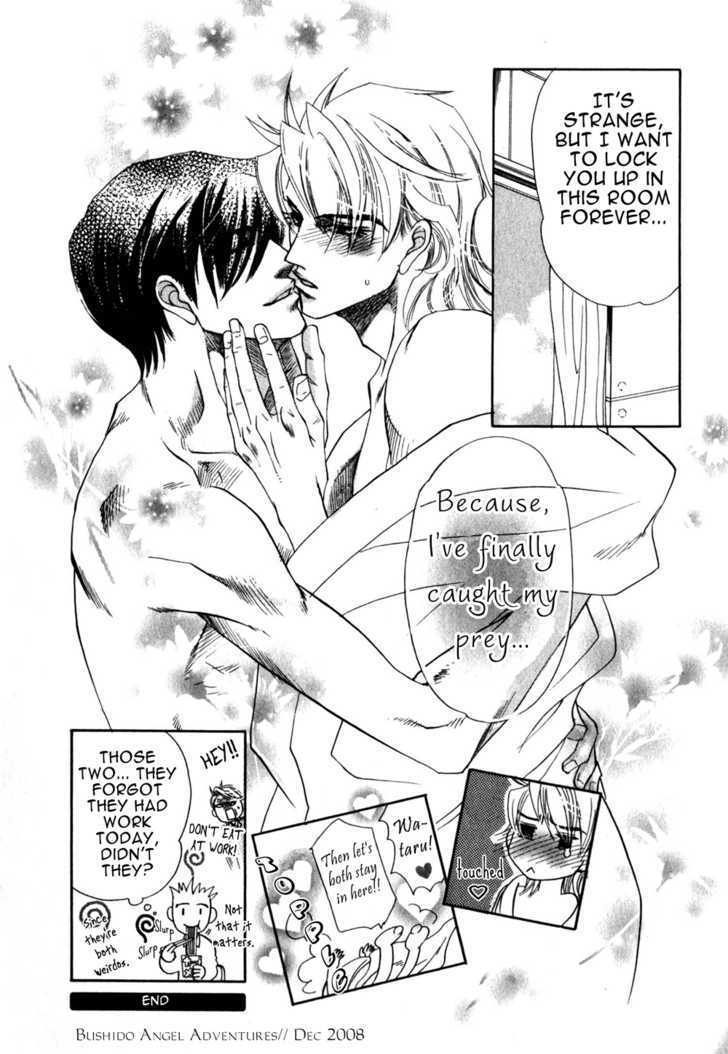 IT'S
STRANGE,
BUT I WANT
TO LOCK
YOU UP IN
THIS ROOM
FOREVER...
Because,
I've finally
caught my
prey...
touched
♡
Wa-
taru!
Then let's
both stay
in here!!
TOPPLE
HEY!!
DON'T EAT
AT WORK!
THOSE
TWO... THEY
FORGOT
THEY HAD
WORK
TODAY,
DIDN'T
THEY?
Not
that it
matters.
Slurp
Slurp
Since
they're
both
weirdos.
END
BUSHIDO ANGEL ADVENTURES// DEC 2008